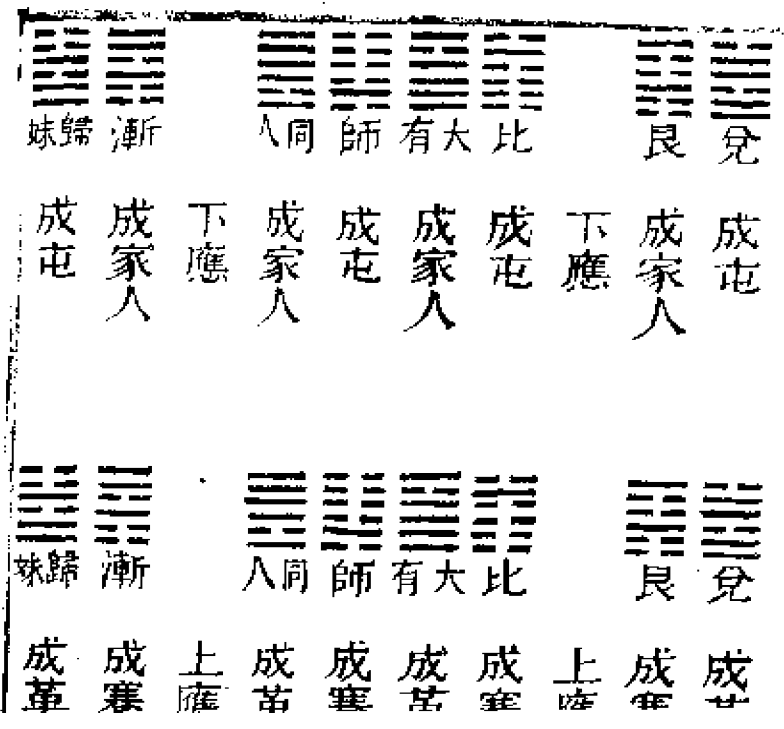 兌
成屯
艮
成家人
下應
比
成屯
大有
成家人
師
成屯
同人
成家人
下應
漸
成家人
歸妹
成屯
兌
成
艮
成
上應
比
成蹇
大有
成革
師
成蹇
同人
成革
上應
漸
成蹇
歸妹
成革